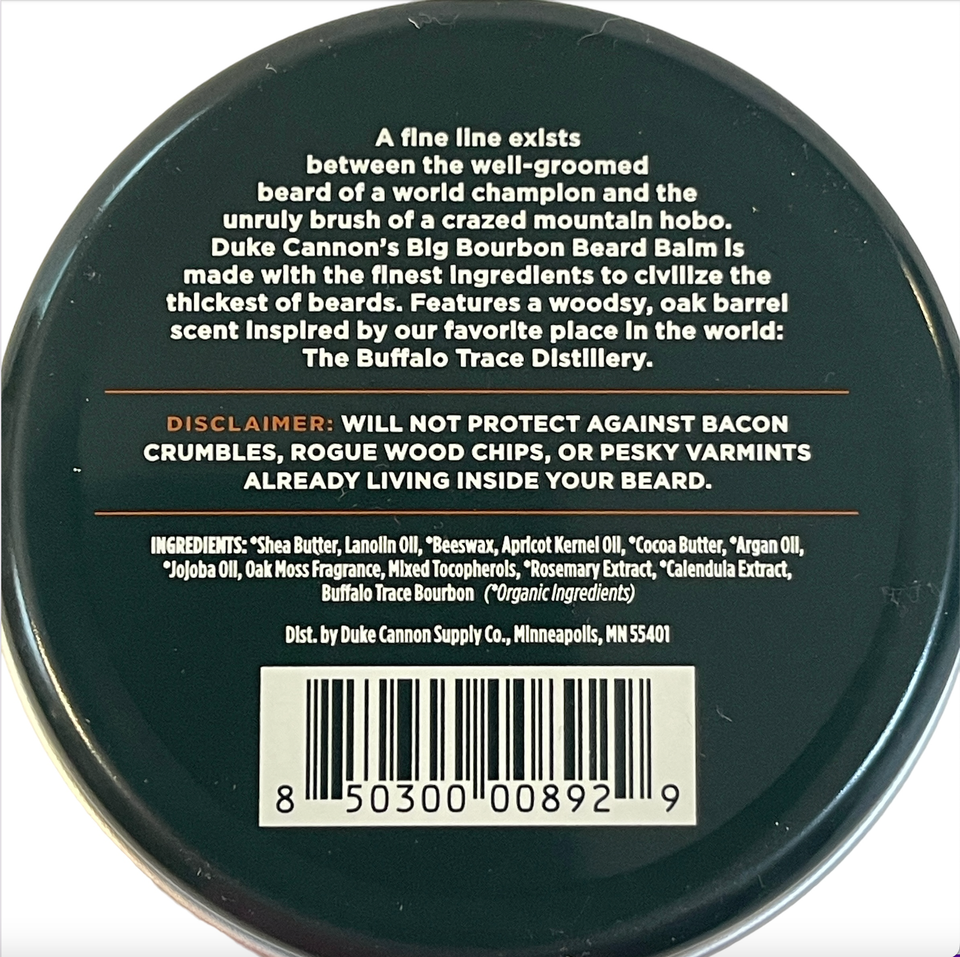 A fine line exists
between the well-groomed
beard of a world champion and the
unruly brush of a crazed mountain hobo.
Duke Cannon's Big Bourbon Beard Balm is
made with the finest ingredients to civilize the
thickest of beards. Features a woodsy, oak barrel
scent inspired by our favorite place in the world:
The Buffalo Trace Distillery.
DISCLAIMER: WILL NOT PROTECT AGAINST BACON
CRUMBLES, ROGUE WOOD CHIPS, OR PESKY VARMINTS
ALREADY LIVING INSIDE YOUR BEARD.
INGREDIENTS: *Shea Butter, Lanolin Oil, *Beeswax, Apricot Kernel Oil, *Cocoa Butter, *Argan Oil,
*Jojoba Oil, Oak Moss Fragrance, Mixed Tocopherols, *Rosemary Extract, *Calendula Extract,
Buffalo Trace Bourbon (*Organic Ingredients)
Dist. by Duke Cannon Supply Co., Minneapolis, MN 55401
8 50300 00892 9